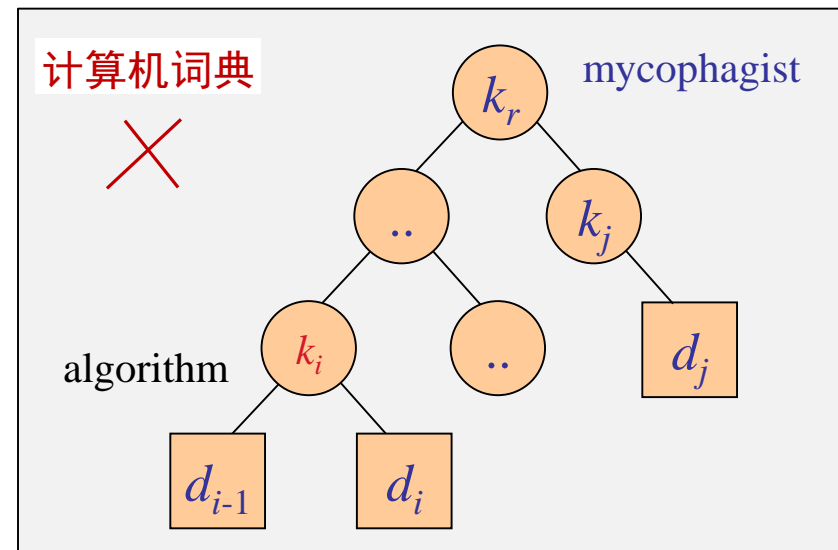 计算机词典
mycophagist
k_r
..
k_j
algorithm
k_i
..
d_j
d_{i-1}
d_i